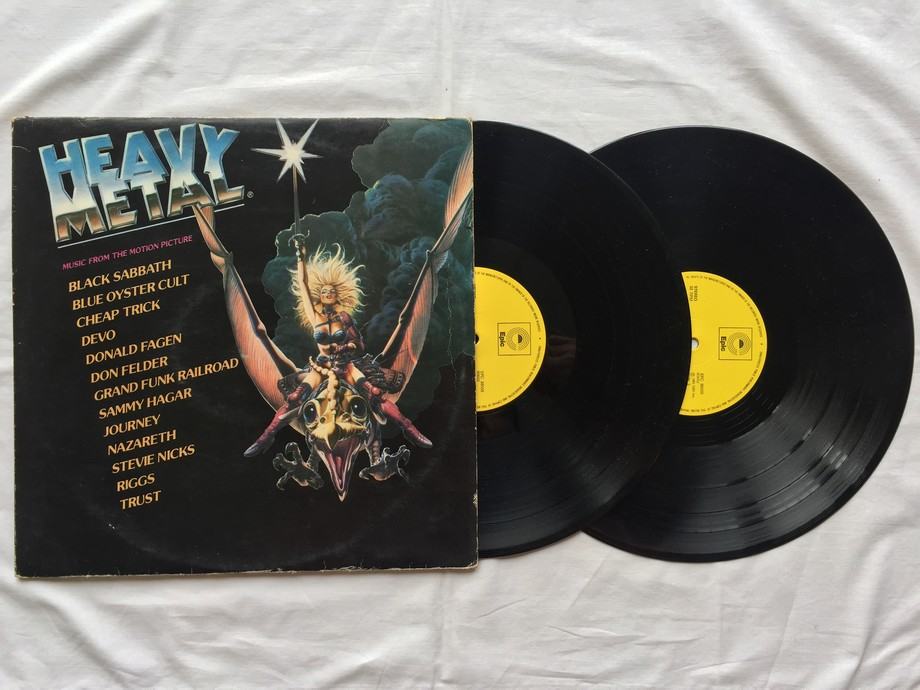 HEAVY
METAL®
MUSIC FROM THE MOTION PICTURE
BLACK SABBATH
BLUE OYSTER CULT
CHEAP TRICK
DEVO
DONALD FAGEN
DON FELDER
GRAND FUNK RAILROAD
SAMMY HAGAR
JOURNEY
NAZARETH
STEVIE NICKS
RIGGS
TRUST
Epic
Epic
STEREO